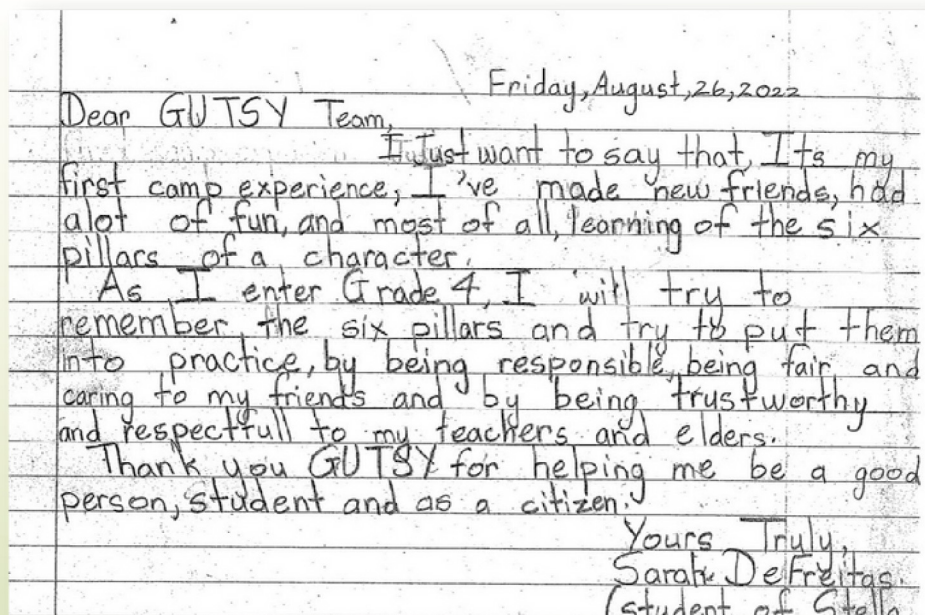 Friday, August, 26, 2022
Dear GUTSY Team,
I Just want to say that, Its my
first camp experience, I've made new friends, had
alot of fun, and most of all, learning of the six
pillars of a character.
As I enter Grade 4, I will try to
remember the six pillars and try to put them
into practice, by being responsible, being fair and
caring to my friends and by being trustworthy
and respectfull to my teachers and elders.
Thank you GUTSY for helping me be a good
person, student and as a citizen.
Yours Truly,
Sarah DeFreitas.
(student of Stella